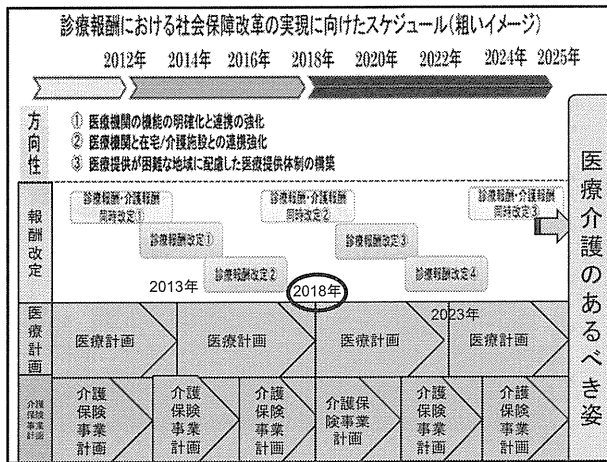 診療報酬における社会保障改革の実現に向けたスケジュール(粗いイメージ)
2012年 2014年 2016年 2018年 2020年 2022年 2024年 2025年
方向性
① 医療機関の機能の明確化と連携の強化
② 医療機関と在宅/介護施設との連携強化
③ 医療提供が困難な地域に配慮した医療提供体制の構築
報酬改定
診療報酬・介護報酬
同時改定①
診療報酬・介護報酬
同時改定②
診療報酬・介護報酬
同時改定③
診療報酬改定①
診療報酬改定③
診療報酬改定②
診療報酬改定④
2013年
2018年
2023年
医療計画
医療計画
医療計画
医療計画
医療計画
介護
保険
事業
計画
介護
保険
事業
計画
介護
保険
事業
計画
介護
保険
事業
計画
介護保
険事業
計画
介護
保険
事業
計画
介護
保険
事業
計画
医療介護のあるべき姿